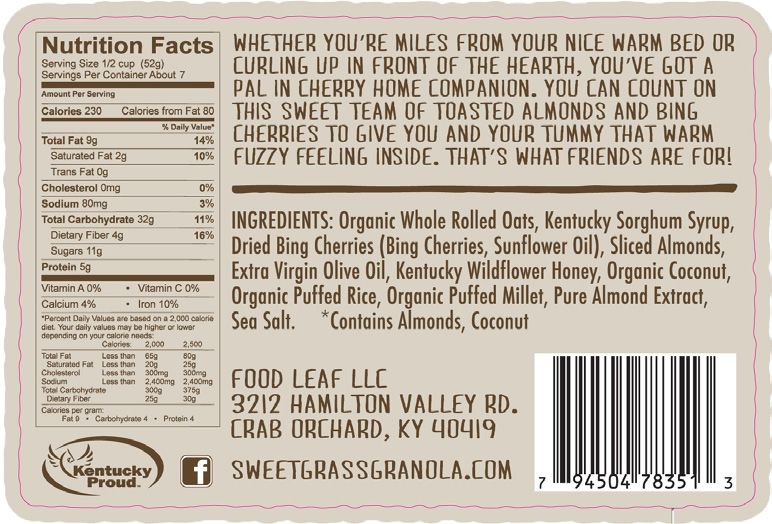 Nutrition Facts
Serving Size 1/2 cup (52g)
Servings Per Container About 7
Amount Per Serving
Calories 230 Calories from Fat 80
% Daily Value*
Total Fat 9g 14%
Saturated Fat 2g 10%
Trans Fat 0g
Cholesterol 0mg 0%
Sodium 80mg 3%
Total Carbohydrate 32g 11%
Dietary Fiber 4g 16%
Sugars 11g
Protein 5g
Vitamin A 0% • Vitamin C 0%
Calcium 4% • Iron 10%
*Percent Daily Values are based on a 2,000 calorie
diet. Your daily values may be higher or lower
depending on your calorie needs:
Calories: 2,000 2,500
Total Fat Less than 65g 80g
Saturated Fat Less than 20g 25g
Cholesterol Less than 300mg 300mg
Sodium Less than 2,400mg 2,400mg
Total Carbohydrate 300g 375g
Dietary Fiber 25g 30g
Calories per gram:
Fat 9 • Carbohydrate 4 • Protein 4
Kentucky
Proud™
f
WHETHER YOU'RE MILES FROM YOUR NICE WARM BED OR
CURLING UP IN FRONT OF THE HEARTH, YOU'VE GOT A
PAL IN CHERRY HOME COMPANION. YOU CAN COUNT ON
THIS SWEET TEAM OF TOASTED ALMONDS AND BING
CHERRIES TO GIVE YOU AND YOUR TUMMY THAT WARM
FUZZY FEELING INSIDE. THAT'S WHAT FRIENDS ARE FOR!
INGREDIENTS: Organic Whole Rolled Oats, Kentucky Sorghum Syrup,
Dried Bing Cherries (Bing Cherries, Sunflower Oil), Sliced Almonds,
Extra Virgin Olive Oil, Kentucky Wildflower Honey, Organic Coconut,
Organic Puffed Rice, Organic Puffed Millet, Pure Almond Extract,
Sea Salt. *Contains Almonds, Coconut
FOOD LEAF LLC
3212 HAMILTON VALLEY RD.
CRAB ORCHARD, KY 40419
SWEETGRASSGRANOLA.COM
7 94504 78351 3